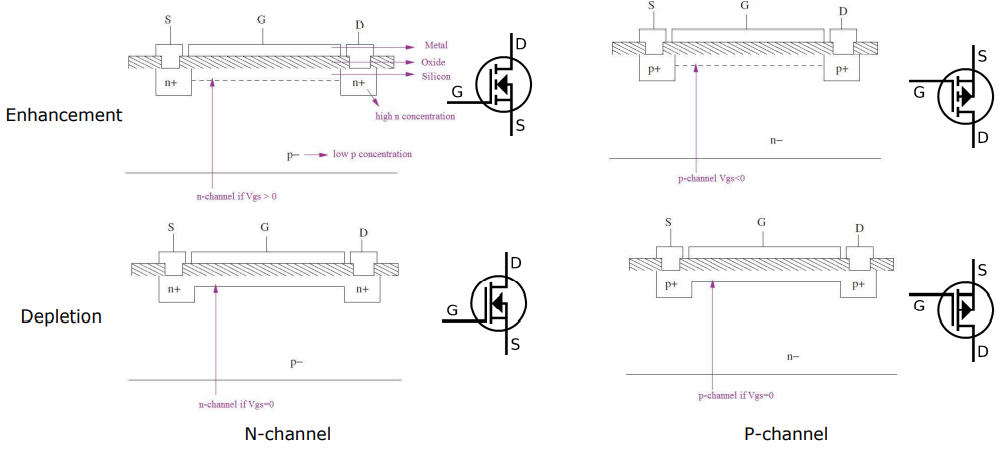 S
G
D
Metal
Oxide
Silicon
n+
n+
high n concentration
p− low p concentration
n-channel if Vgs > 0
D
G
S
Enhancement
S
G
D
p+
p+
n−
p-channel Vgs<0
S
G
D
S
G
D
n+
n+
p−
n-channel if Vgs=0
D
G
S
Depletion
S
G
D
p+
p+
n−
p-channel if Vgs=0
S
G
D
N-channel
P-channel